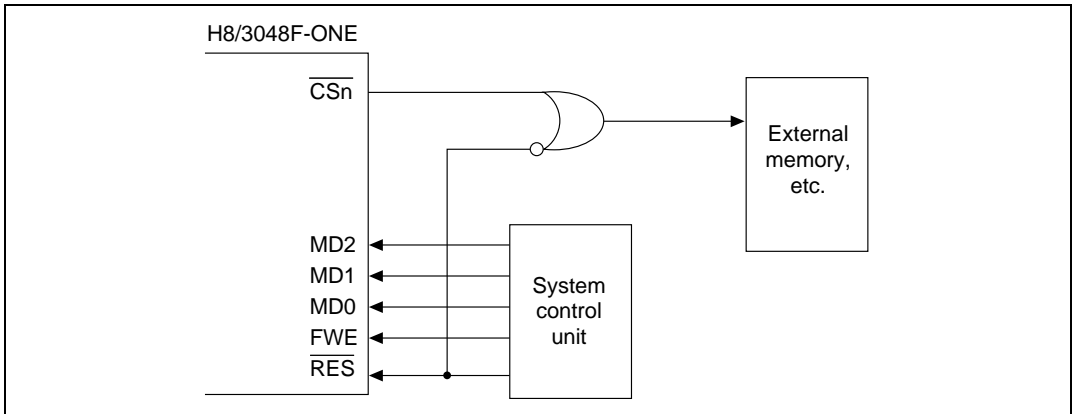 H8/3048F-ONE
CSn
External
memory,
etc.
MD2
MD1
MD0
FWE
RES
System
control
unit